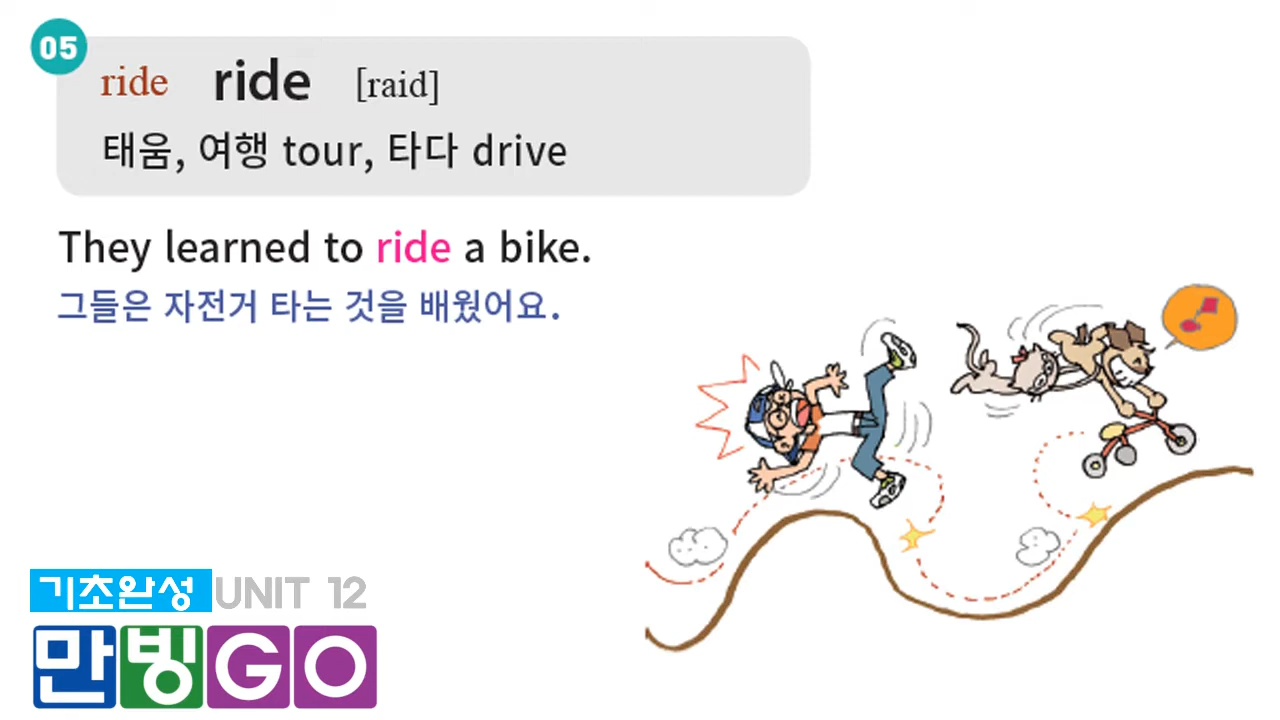 05
ride ride [raid]
태움, 여행 tour, 타다 drive
They learned to ride a bike.
그들은 자전거 타는 것을 배웠어요.
기초완성 UNIT 12
만빙GO